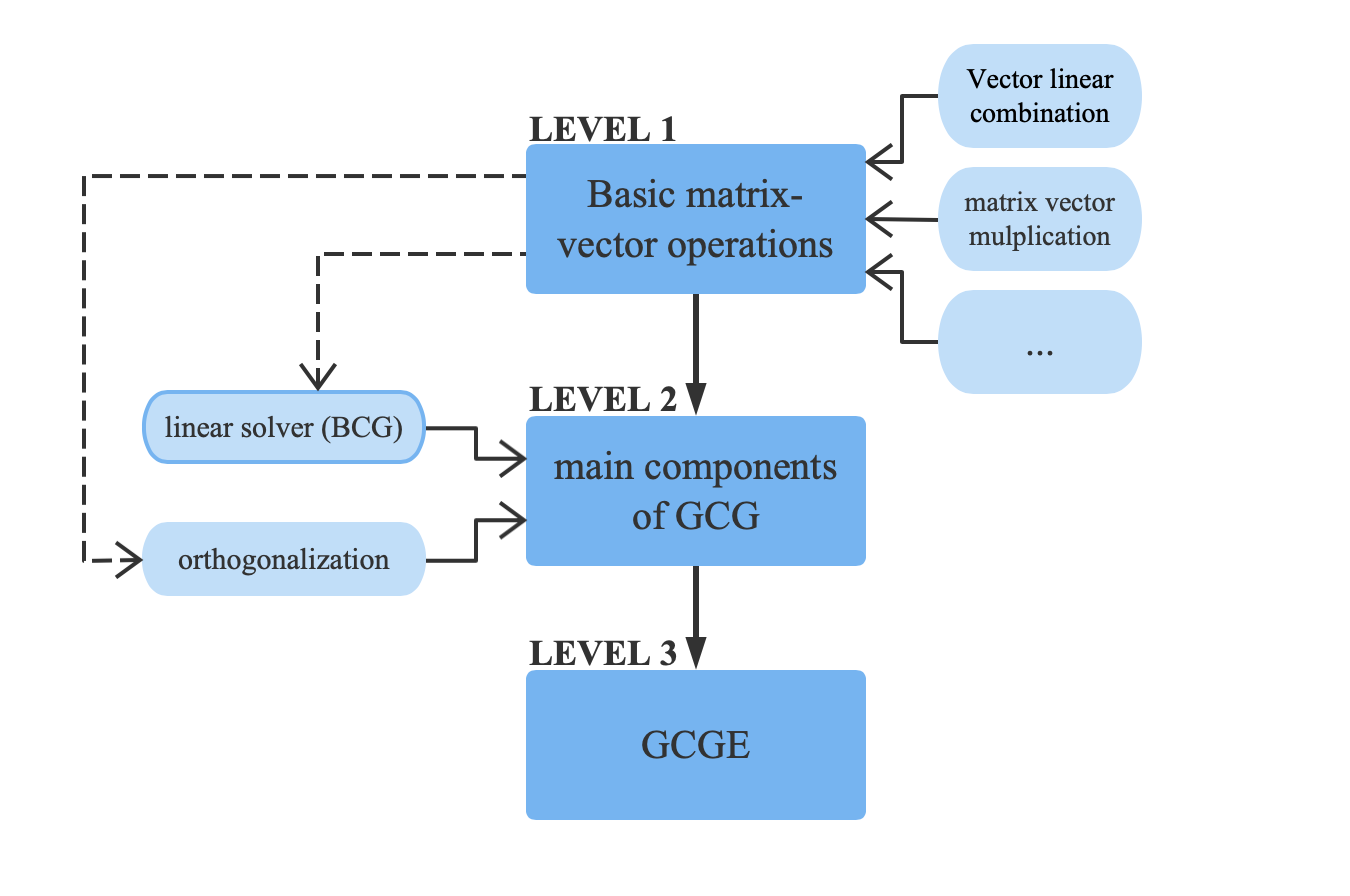 Vector linear
combination
LEVEL 1
Basic matrix-
vector operations
matrix vector
mulplication
...
LEVEL 2
linear solver (BCG)
main components
of GCG
orthogonalization
LEVEL 3
GCGE